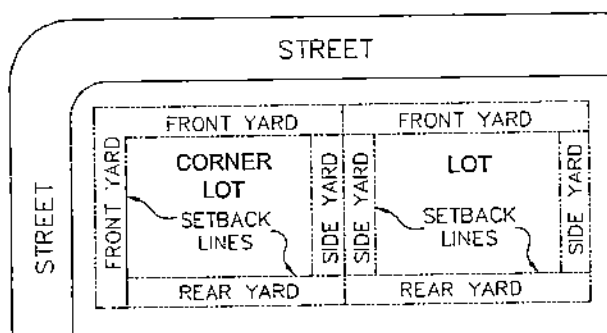 STREET
STREET
FRONT YARD
FRONT YARD
CORNER
LOT
SETBACK
LINES
SIDE YARD
REAR YARD
FRONT YARD
SIDE YARD
LOT
SETBACK
LINES
SIDE YARD
REAR YARD